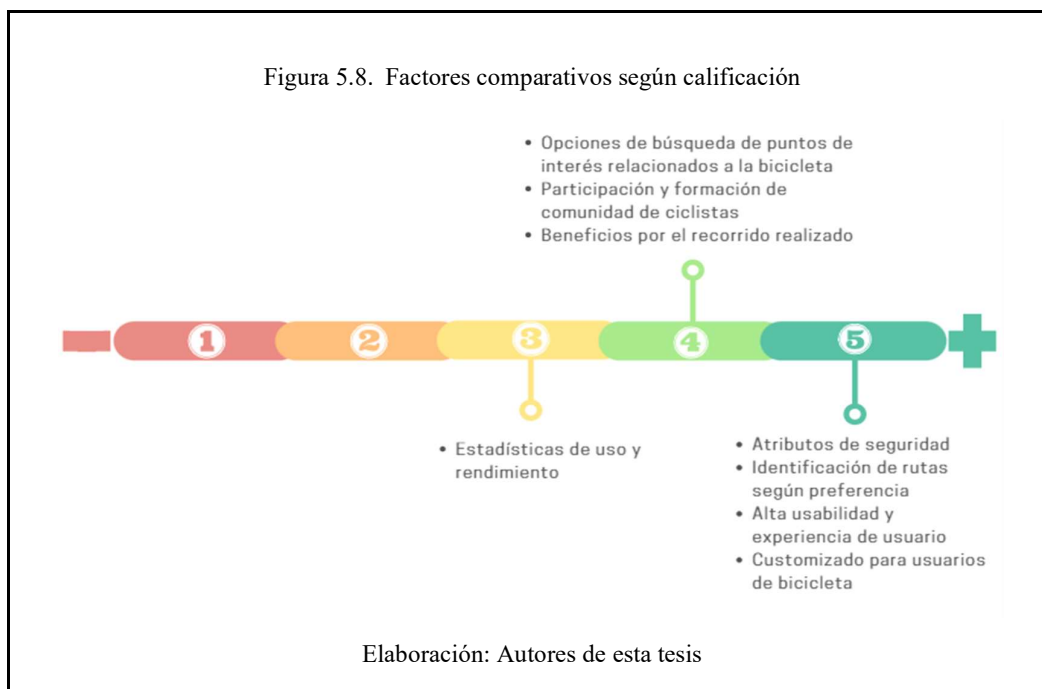 Figura 5.8. Factores comparativos según calificación
• Opciones de búsqueda de puntos de
interés relacionados a la bicicleta
• Participación y formación de
comunidad de ciclistas
• Beneficios por el recorrido realizado
1 2 3 4 5
• Estadísticas de uso y
rendimiento
• Atributos de seguridad
• Identificación de rutas
según preferencia
• Alta usabilidad y
experiencia de usuario
• Customizado para usuarios
de bicicleta
Elaboración: Autores de esta tesis